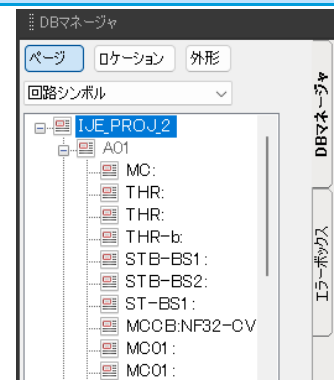 DBマネージャ
ページ ロケーション 外形
回路シンボル
IJE_PROJ_2
A01
MC:
THR:
THR:
THR-b:
STB-BS1:
STB-BS2:
ST-BS1:
MCCB:NF32-CV
MC01:
MC01:
DBマネージャ
エラーボックス